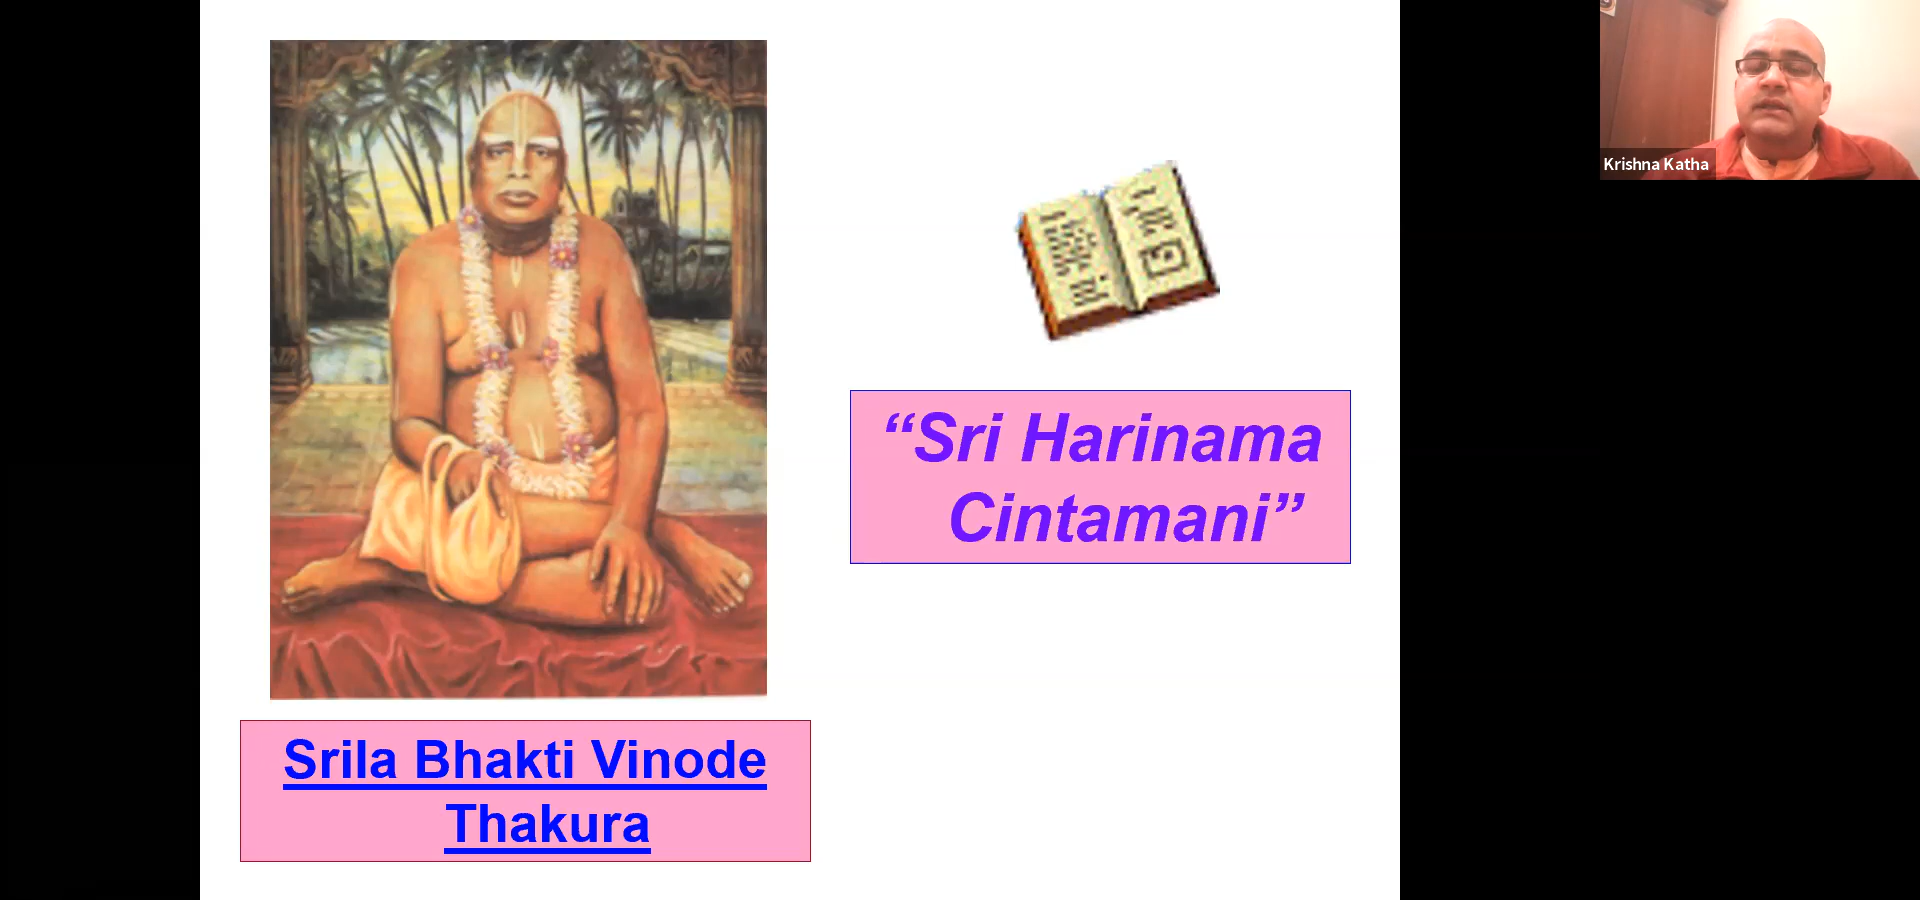 Srila Bhakti Vinode
Thakura
“Sri Harinama
Cintamani”
Krishna Katha